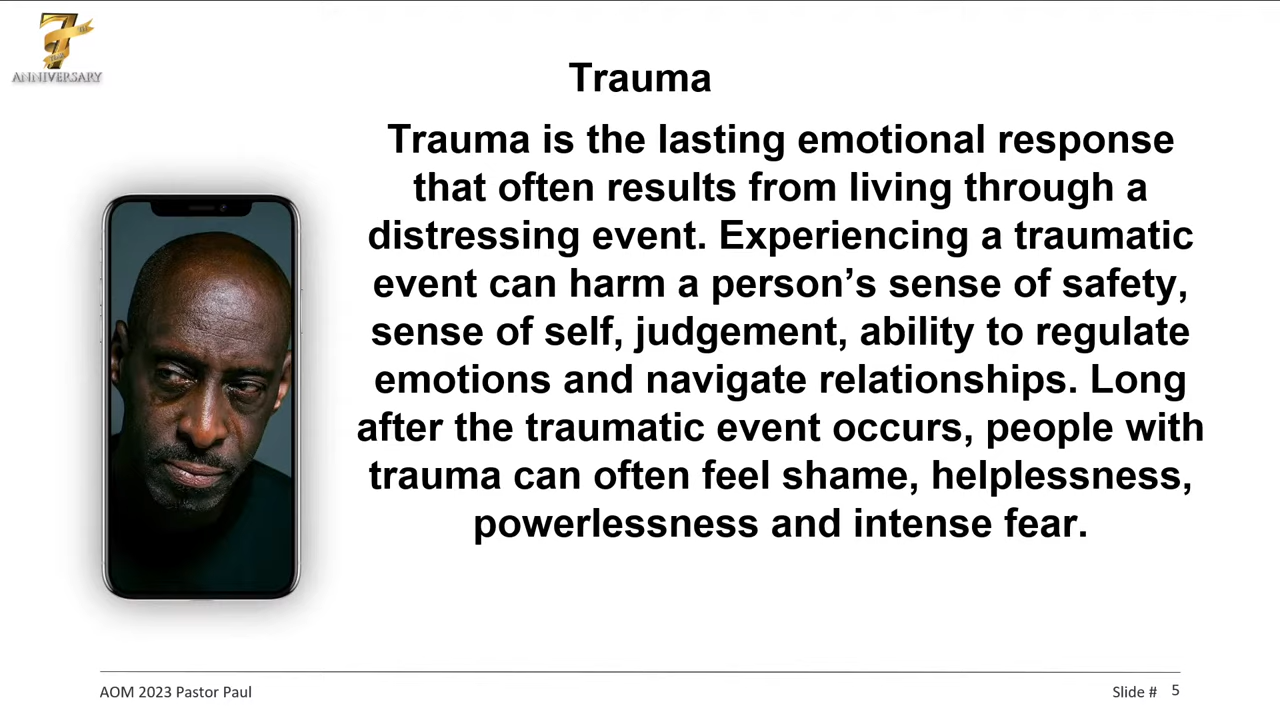 7
ANNIVERSARY
Trauma
Trauma is the lasting emotional response
that often results from living through a
distressing event. Experiencing a traumatic
event can harm a person’s sense of safety,
sense of self, judgement, ability to regulate
emotions and navigate relationships. Long
after the traumatic event occurs, people with
trauma can often feel shame, helplessness,
powerlessness and intense fear.
AOM 2023 Pastor Paul
Slide # 5